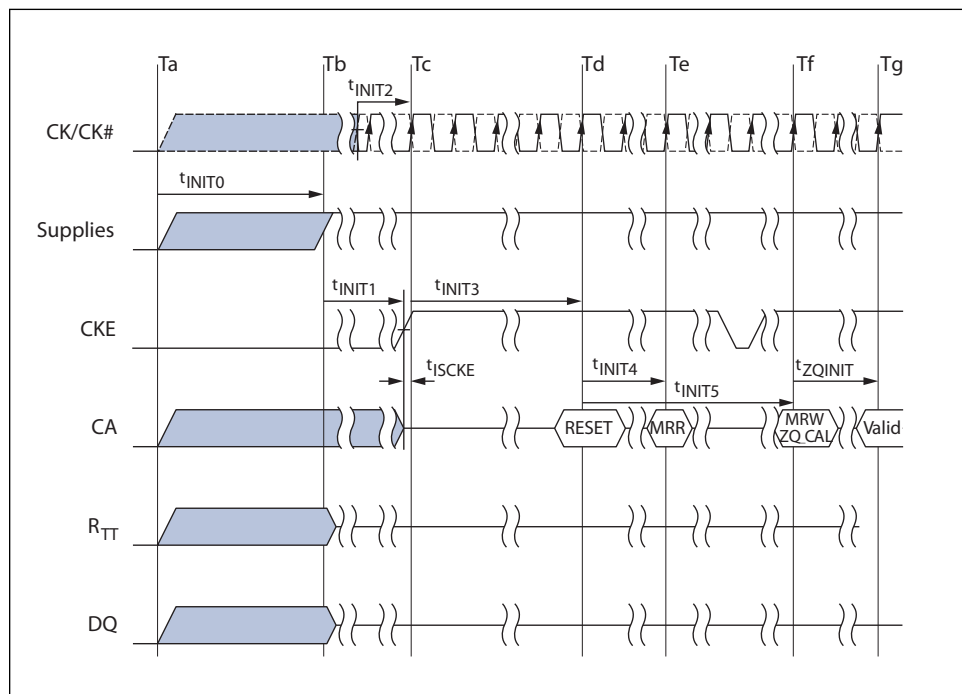 Ta Tb Tc Td Te Tf Tg
tINIT2
CK/CK#
tINIT0
Supplies
tINIT1 tINIT3
CKE
tISCKE tINIT4 tZQINIT
tINIT5
CA RESET MRR MRW ZQ_CAL Valid
RTT
DQ